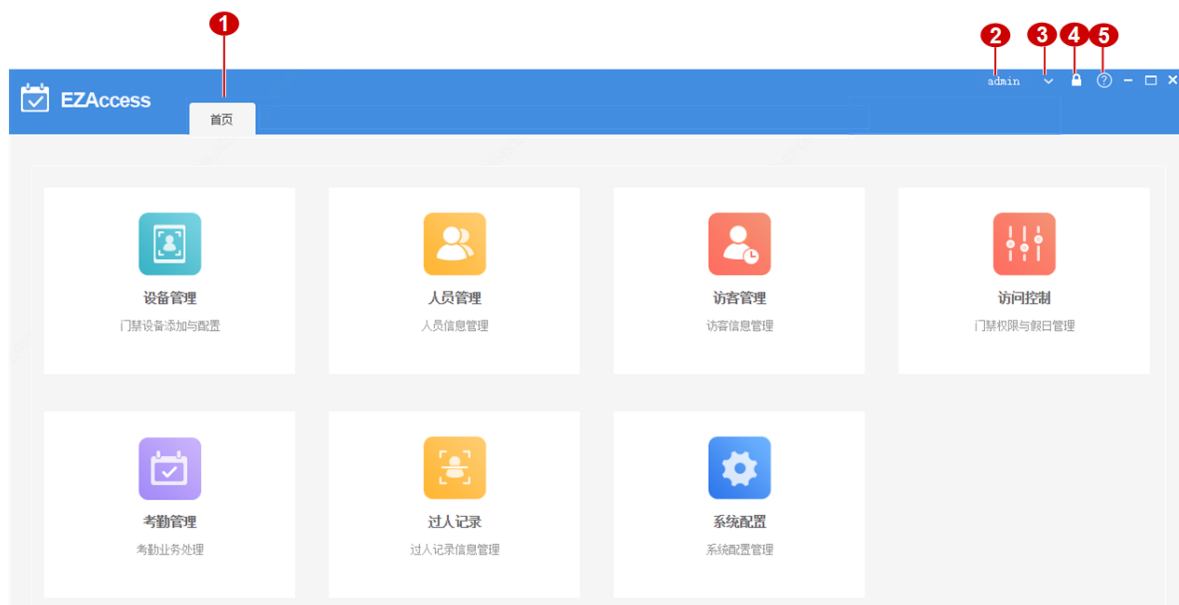 1
2 3 4 5
admin
EZAccess
首页
设备管理 人员管理 访客管理 访问控制
门禁设备添加与配置 人员信息管理 访客信息管理 门禁权限与假日管理
考勤管理 过人记录 系统配置
考勤业务处理 过人记录信息管理 系统配置管理